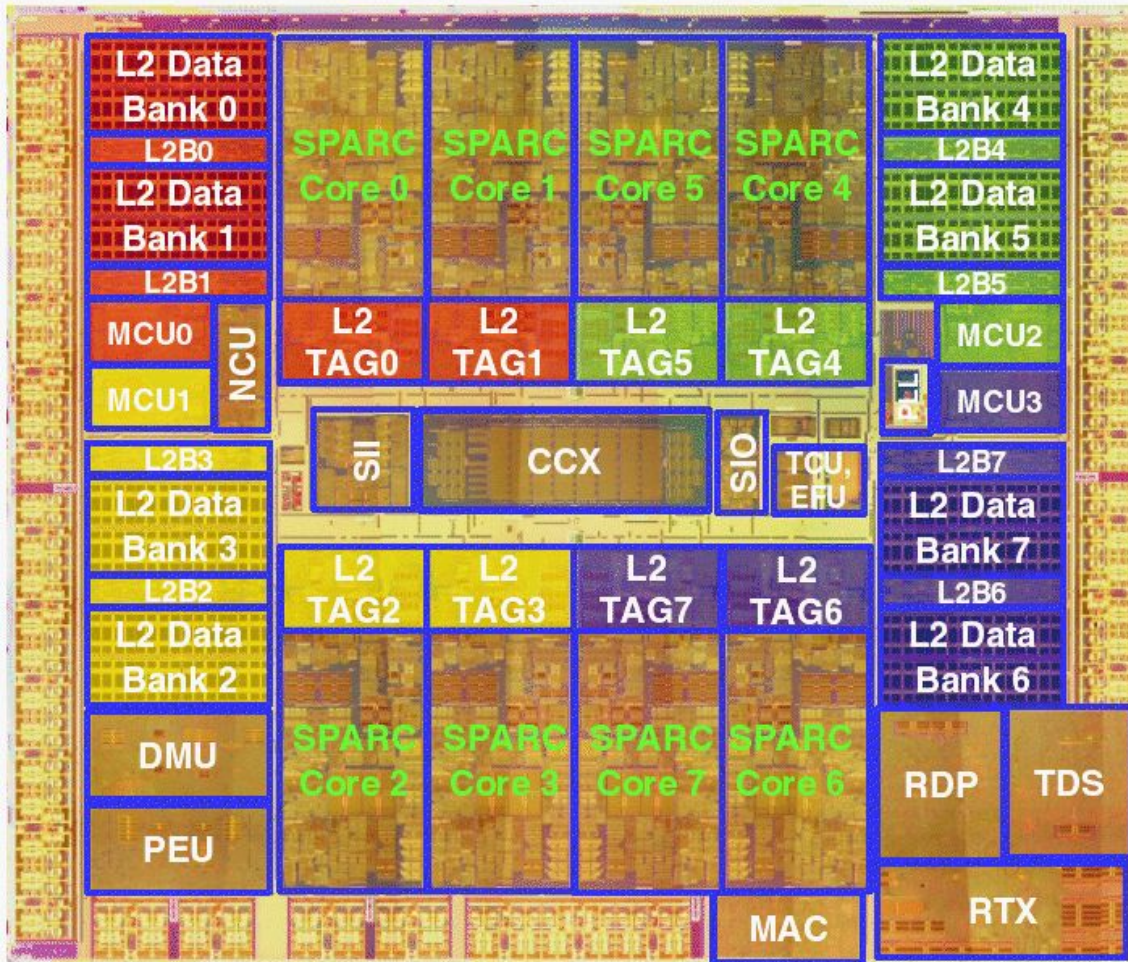 L2 Data
Bank 0
L2B0
L2 Data
Bank 1
L2B1
MCU0
NCU
MCU1
SPARC
Core 0
SPARC
Core 1
SPARC
Core 5
SPARC
Core 4
L2
TAG0
L2
TAG1
L2
TAG5
L2
TAG4
L2 Data
Bank 4
L2B4
L2 Data
Bank 5
L2B5
MCU2
PLL
MCU3
SII
CCX
SIO
TCU,
EFU
L2B3
L2 Data
Bank 3
L2B2
L2 Data
Bank 2
DMU
PEU
L2
TAG2
L2
TAG3
L2
TAG7
L2
TAG6
SPARC
Core 2
SPARC
Core 3
SPARC
Core 7
SPARC
Core 6
L2B7
L2 Data
Bank 7
L2B6
L2 Data
Bank 6
RDP
TDS
RTX
MAC